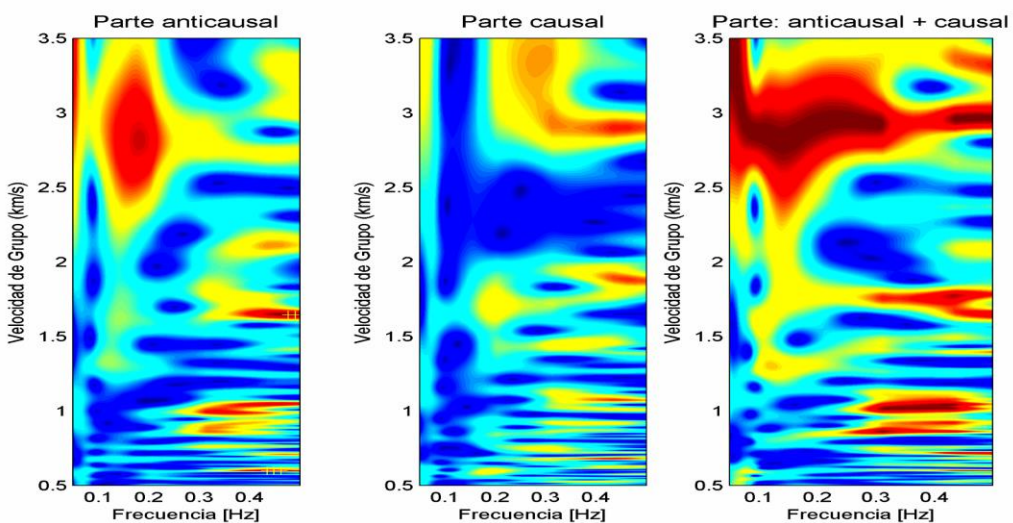 Parte anticausal
3.5
3
2.5
2
1.5
1
0.5
Velocidad de Grupo (km/s)
0.1 0.2 0.3 0.4
Frecuencia [Hz]
Parte causal
3.5
3
2.5
2
1.5
1
0.5
Velocidad de Grupo (km/s)
0.1 0.2 0.3 0.4
Frecuencia [Hz]
Parte: anticausal + causal
3.5
3
2.5
2
1.5
1
0.5
Velocidad de Grupo (km/s)
0.1 0.2 0.3 0.4
Frecuencia [Hz]